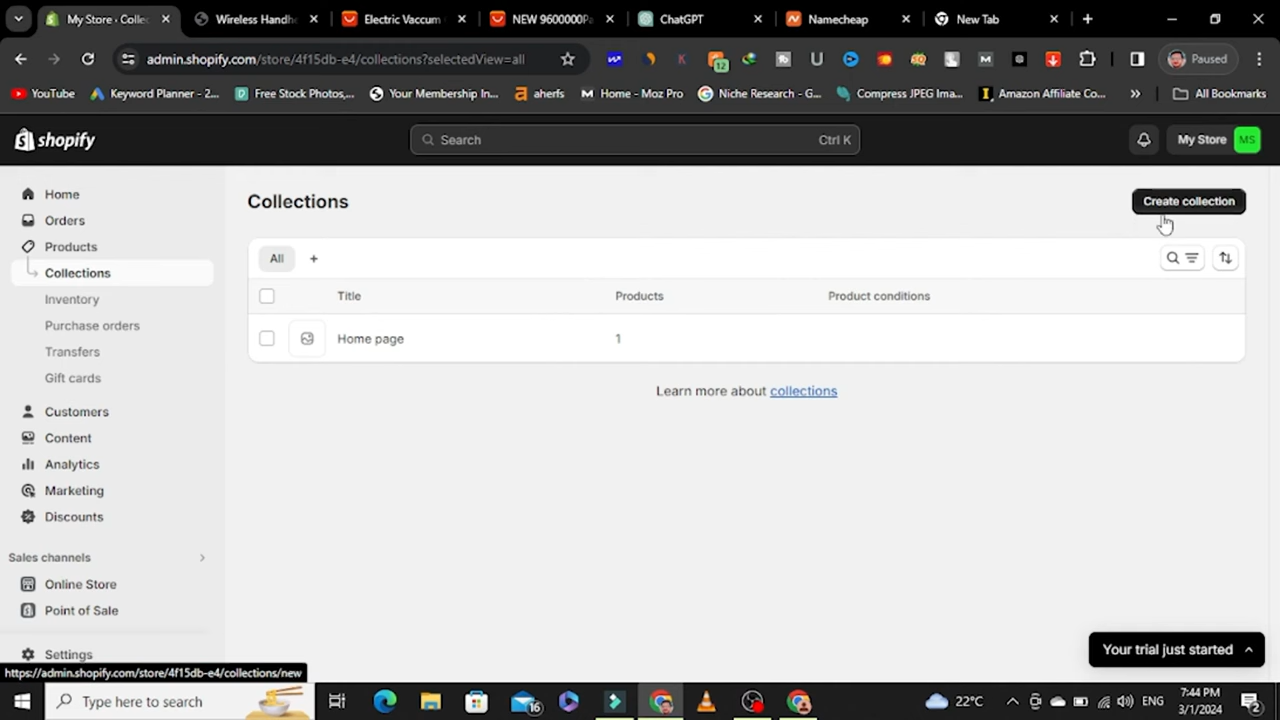 My Store · Collec
Wireless Handhe
Electric Vaccum
NEW 9600000Pa
ChatGPT
Namecheap
New Tab
admin.shopify.com/store/4f15db-e4/collections?selectedView=all
12
Paused
YouTube
Keyword Planner - 2...
Free Stock Photos,...
Your Membership In...
aherfs
Home - Moz Pro
Niche Research - G...
Compress JPEG Ima...
Amazon Affiliate Co...
All Bookmarks
shopify
Search
Ctrl K
My Store
MS
Home
Orders
Products
Collections
Inventory
Purchase orders
Transfers
Gift cards
Customers
Content
Analytics
Marketing
Discounts
Sales channels
Online Store
Point of Sale
Settings
Collections
Create collection
All
+
Title
Products
Product conditions
Home page
1
Learn more about collections
Your trial just started
https://admin.shopify.com/store/4f15db-e4/collections/new
Type here to search
16
22°C
ENG
7:44 PM
3/1/2024
2